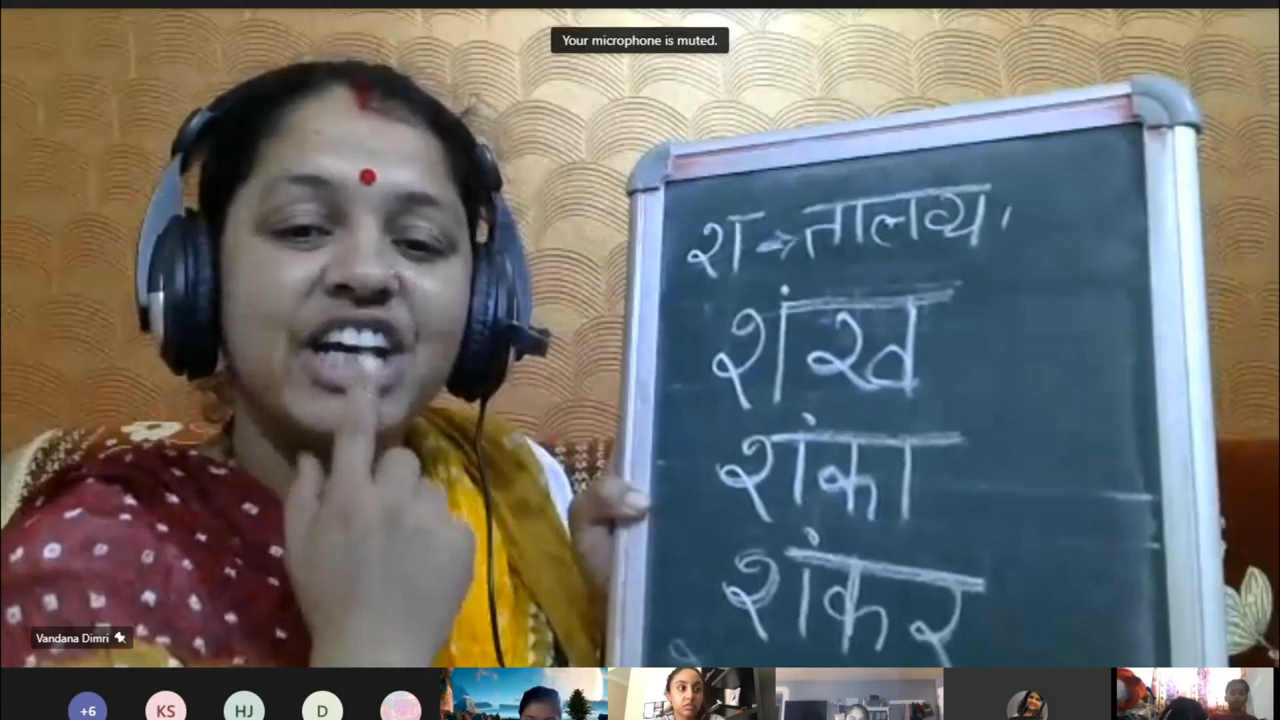 Your microphone is muted.
श → तालव्य ।
शंख
शंका
शंकर
Vandana Dimri
+6
KS
HJ
D